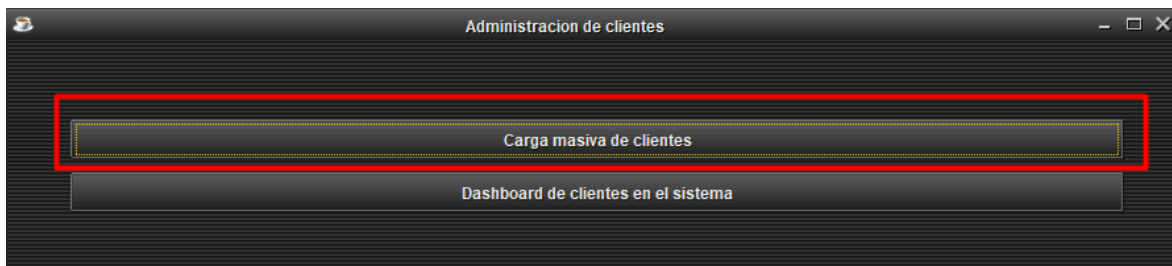 Administracion de clientes
Carga masiva de clientes
Dashboard de clientes en el sistema